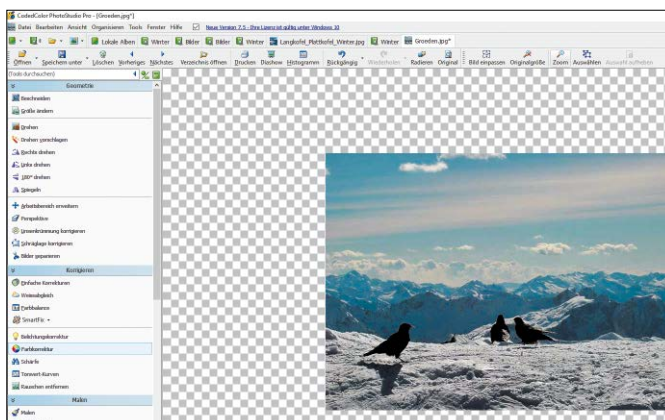 CodedColor PhotoStudio Pro - [Groeden.jpg*]
Datei Bearbeiten Ansicht Organisieren Tools Fenster Hilfe Neue Version 7.5 - Ihre Lizenz ist gültig unter Windows 10
Lokale Alben Winter Bilder Bilder Winter Langkofel_Plattkofel_Winter.jpg Winter Groeden.jpg*
Öffnen Speichern unter Löschen Vorheriges Nächstes Verzeichnis öffnen Drucken Diashow Histogramm Rückgängig Wiederholen Radieren Original Bild einpassen Originalgröße Zoom Auswählen Auswahl aufheben
(Tools durchsuchen)
Geometrie
Beschneiden
Größe ändern
Drehen
Drehen vorschlagen
Rechts drehen
Links drehen
180° drehen
Spiegeln
Arbeitsbereich erweitern
Perspektive
Linsenkrümmung korrigieren
Schräglage korrigieren
Bilder reparieren
Korrigieren
Einfache Korrekturen
Weissabgleich
Farbbalance
SmartFix
Belichtungskorrektur
Farbkorrektur
Schärfe
Tonwert-Kurven
Rauschen entfernen
Malen
Malen